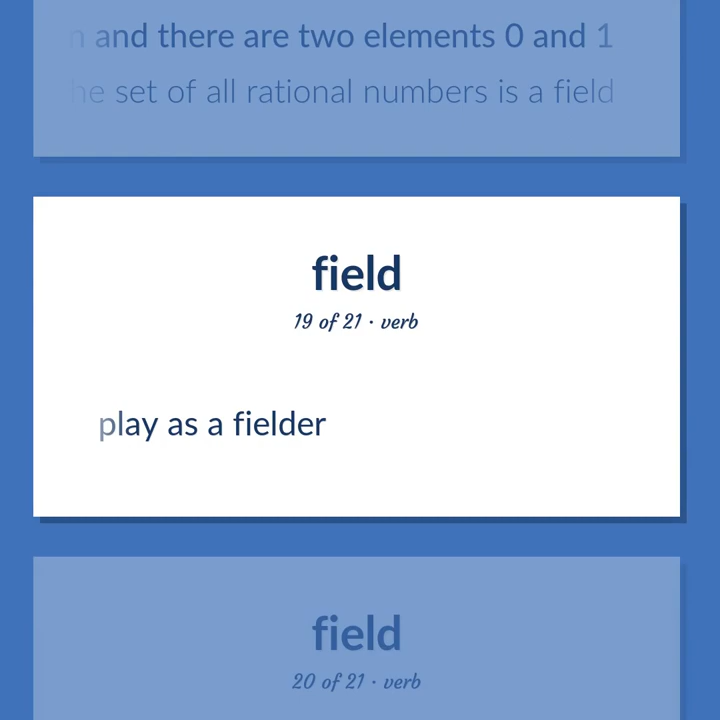 and there are two elements 0 and 1
set of all rational numbers is a field
field
19 of 21 · verb
play as a fielder
field
20 of 21 · verb